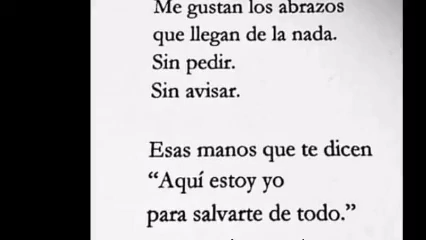 Me gustan los abrazos
que llegan de la nada.
Sin pedir.
Sin avisar.
Esas manos que te dicen
“Aquí estoy yo
para salvarte de todo.”